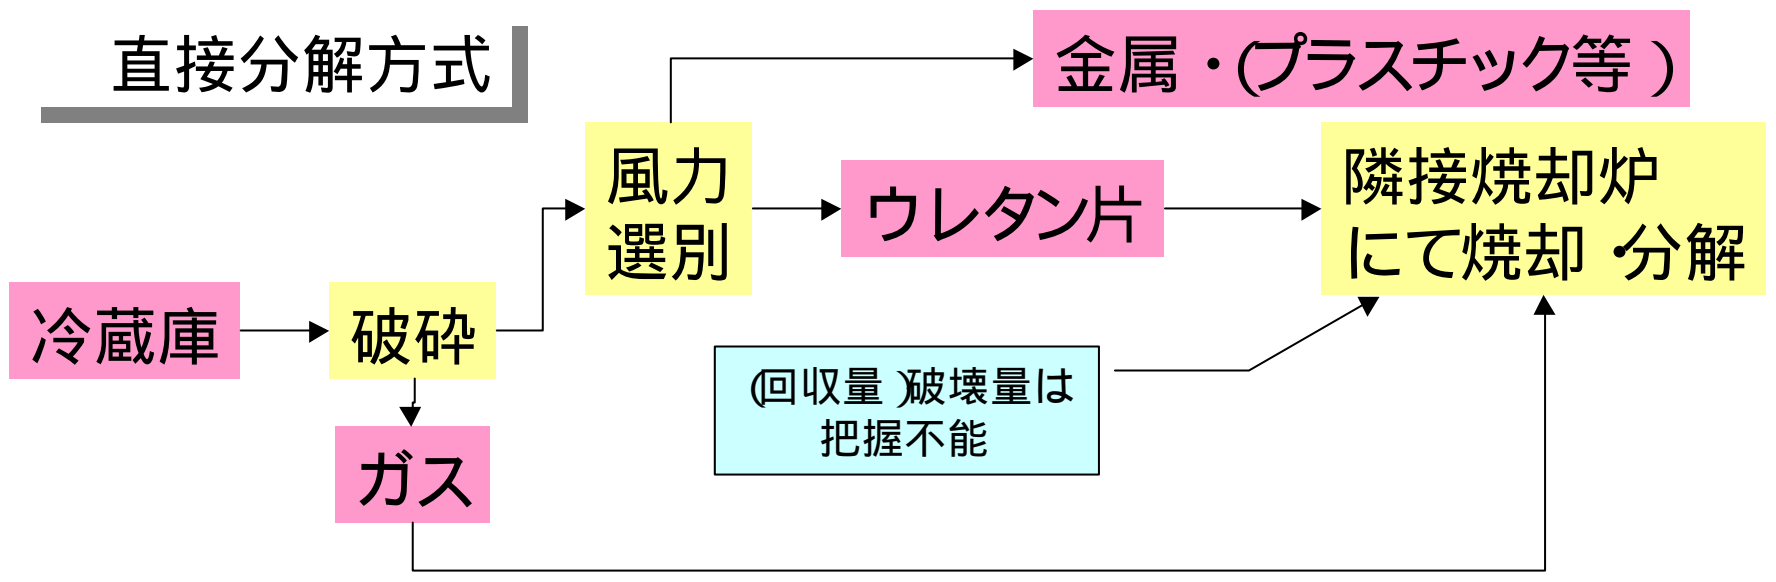 直接分解方式
金属・(プラスチック等)
風力
選別
ウレタン片
隣接焼却炉
にて焼却・分解
冷蔵庫
破砕
(回収量)破壊量は
把握不能
ガス